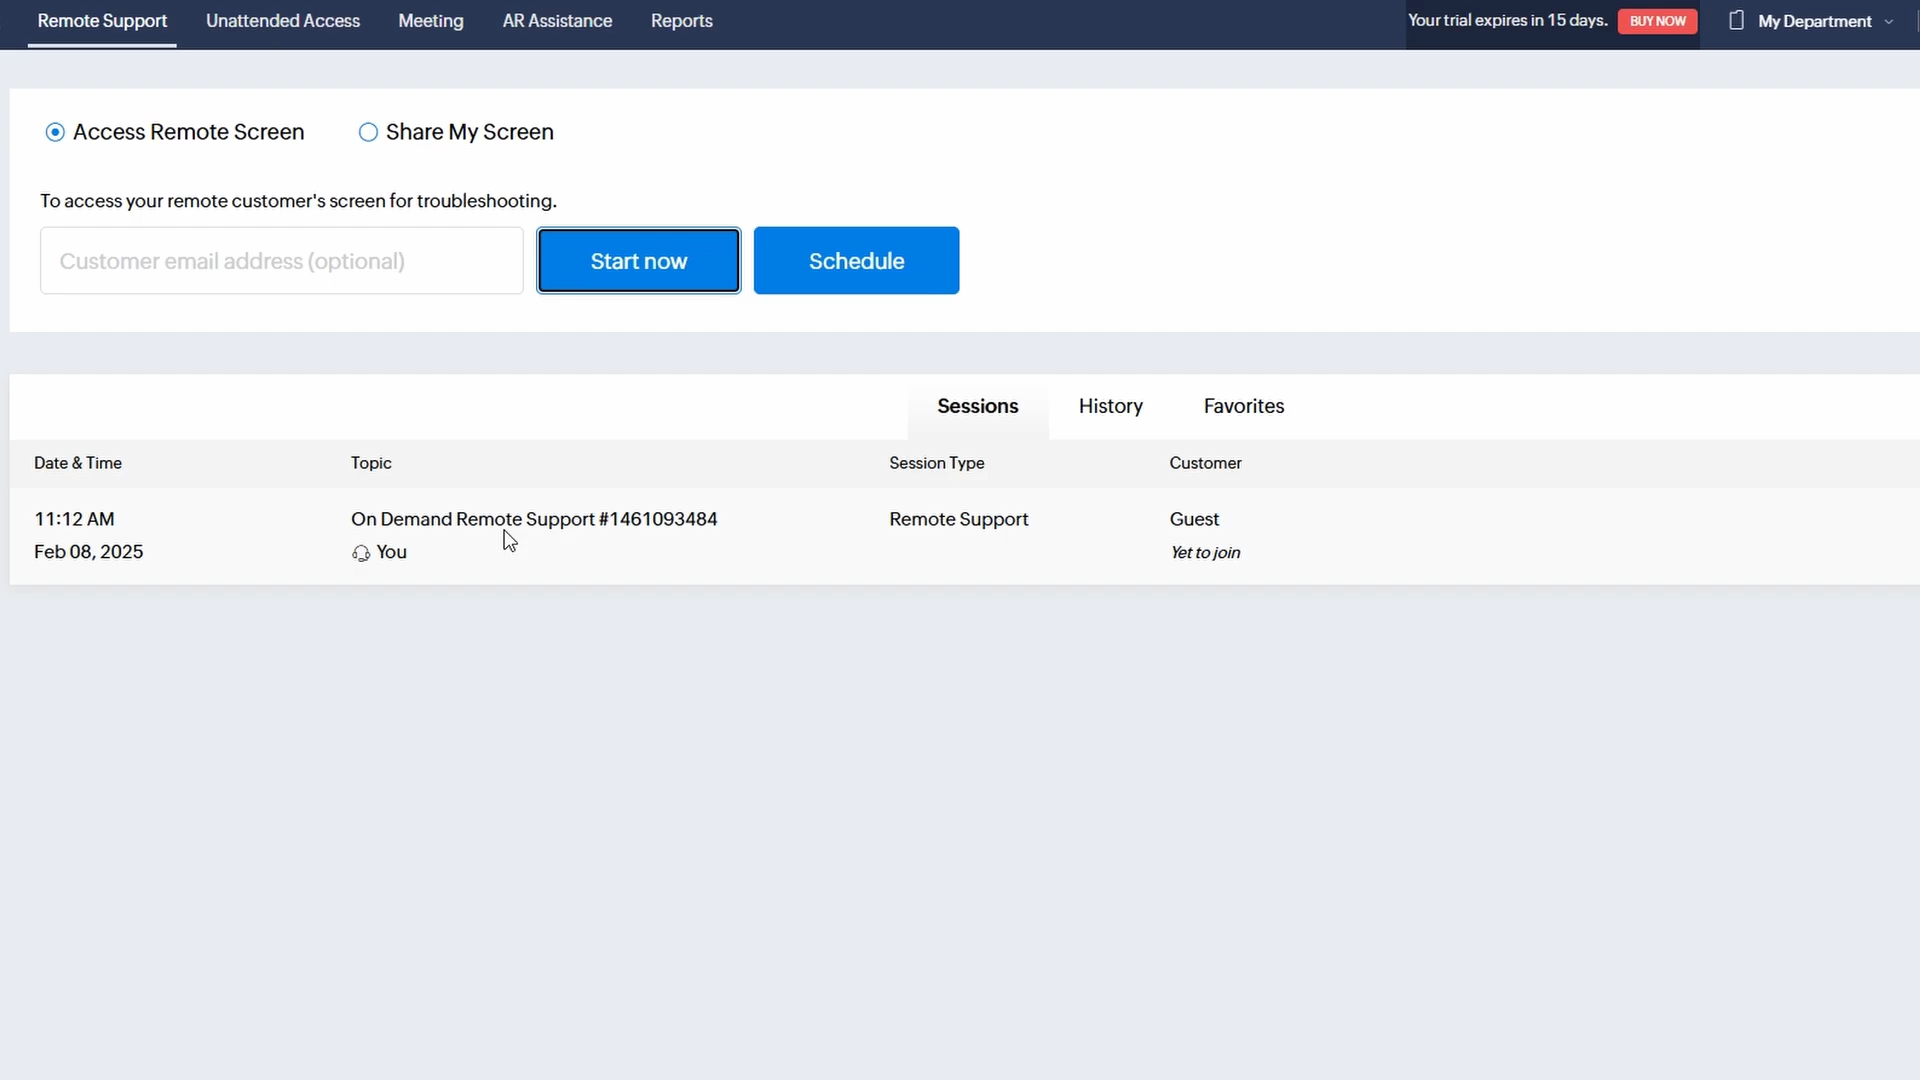 Remote Support Unattended Access Meeting AR Assistance Reports Your trial expires in 15 days. BUY NOW My Department
Access Remote Screen Share My Screen
To access your remote customer's screen for troubleshooting.
Customer email address (optional) Start now Schedule
Sessions History Favorites
Date & Time Topic Session Type Customer
11:12 AM On Demand Remote Support #1461093484 Remote Support Guest
Feb 08, 2025 You Yet to join